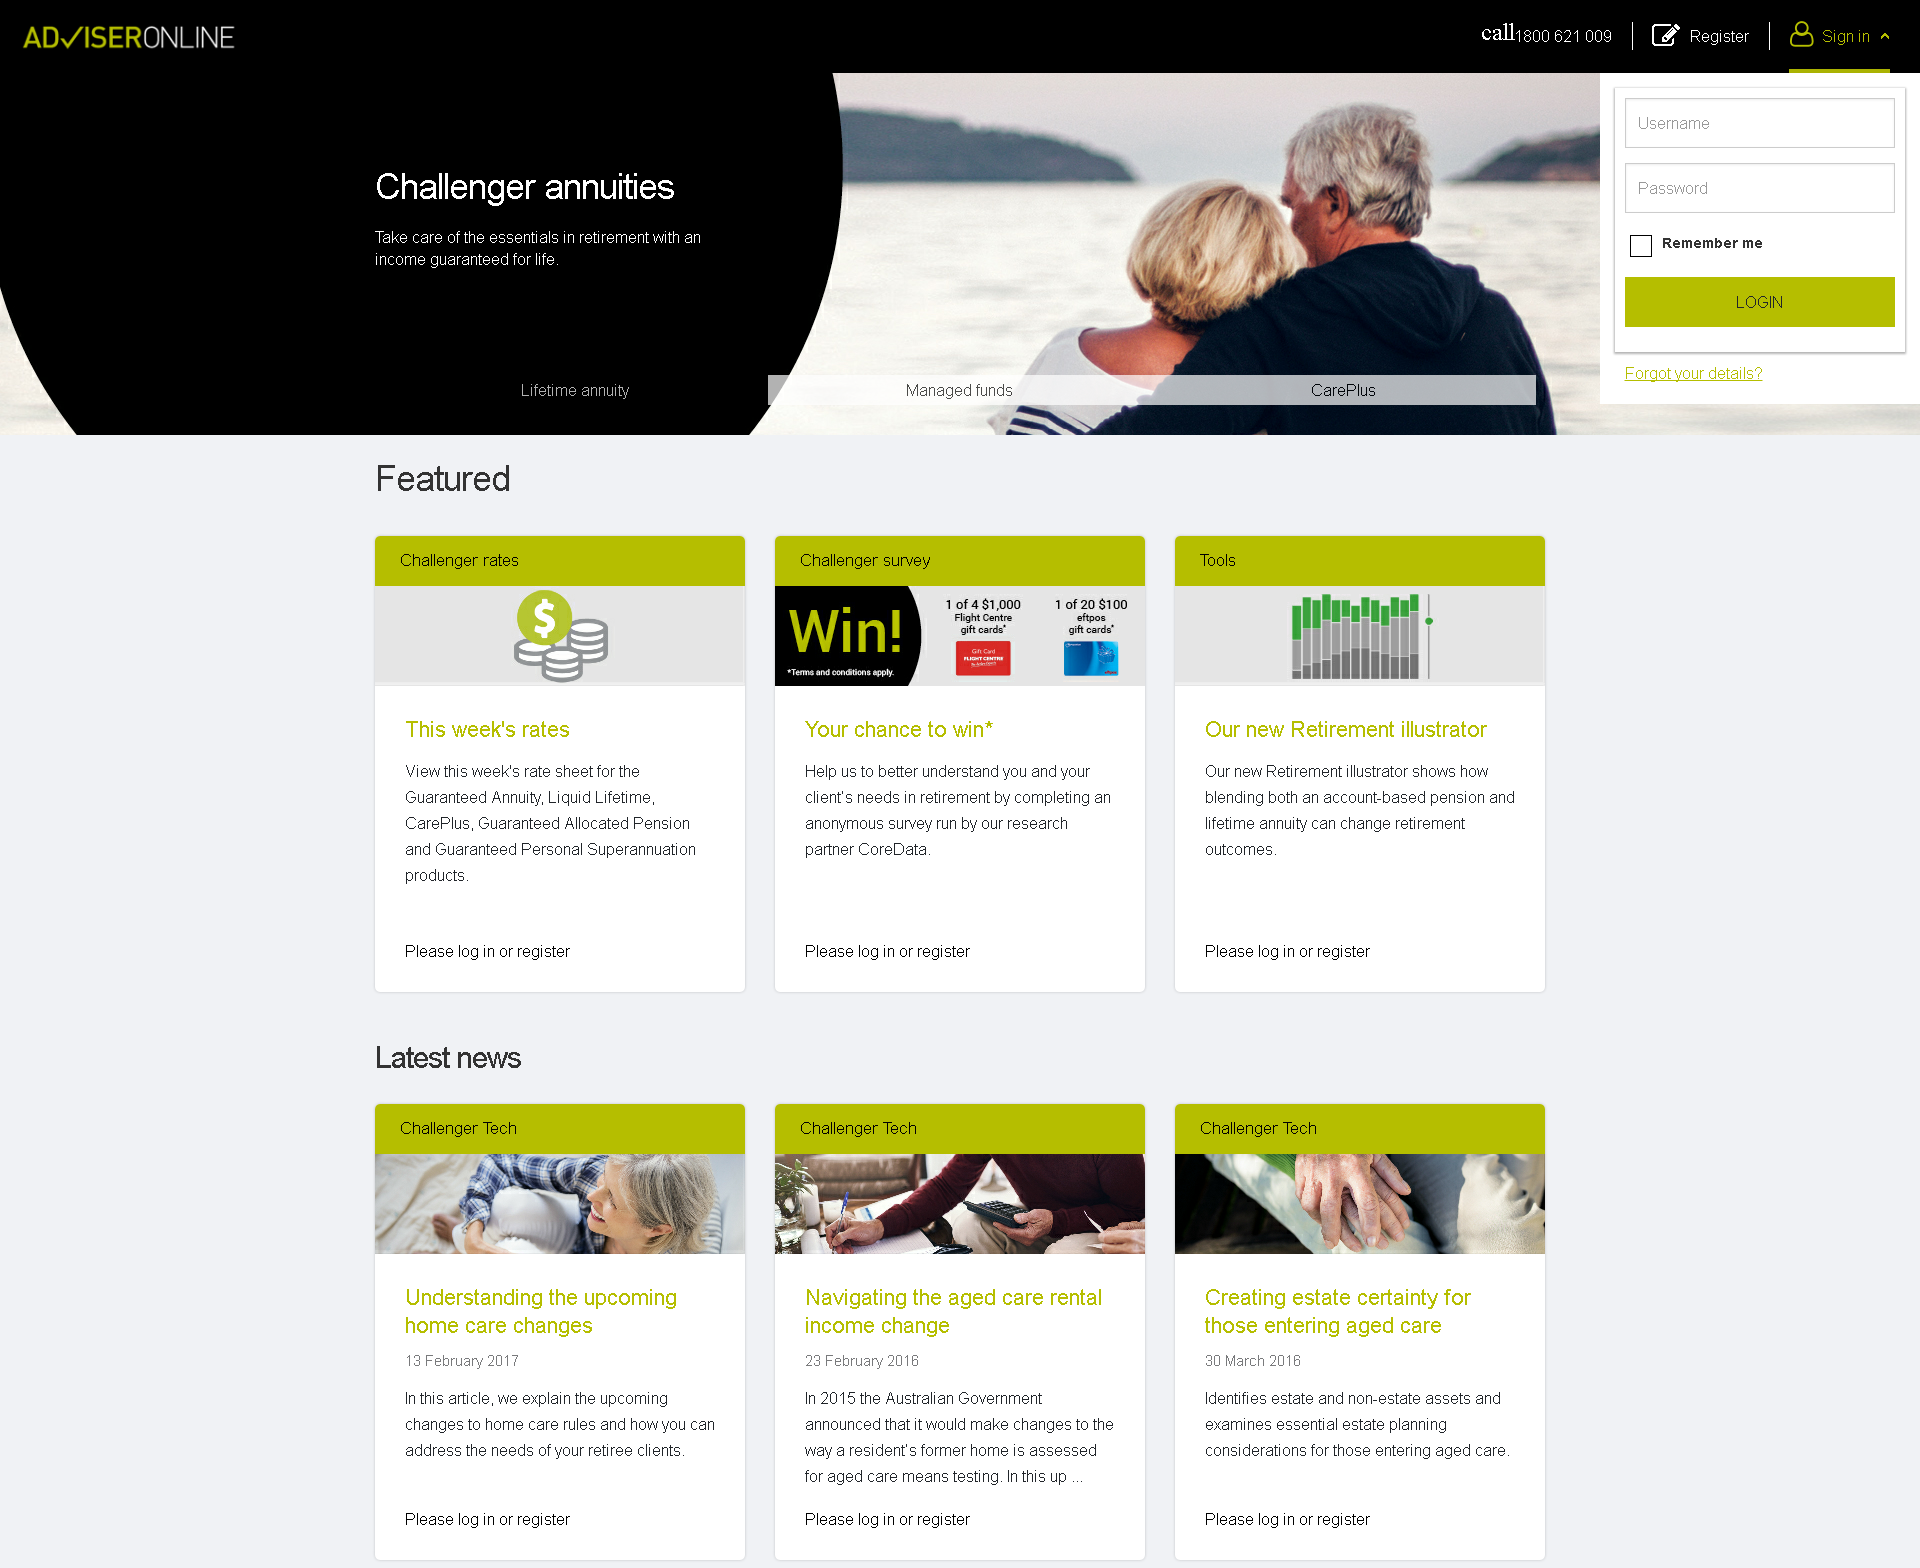 ADVISERONLINE
call 1800 621 009
Register
Sign in
Username
Password
Remember me
LOGIN
Forgot your details?
Challenger annuities
Take care of the essentials in retirement with an
income guaranteed for life.
Lifetime annuity
Managed funds
CarePlus
Featured
Challenger rates
This week's rates
View this week's rate sheet for the
Guaranteed Annuity, Liquid Lifetime,
CarePlus, Guaranteed Allocated Pension
and Guaranteed Personal Superannuation
products.
Please log in or register
Challenger survey
Win!
*Terms and conditions apply.
1 of 4 $1,000
Flight Centre
gift cards*
Gift Card
FLIGHT CENTRE
1 of 20 $100
eftpos
gift cards*
Your chance to win*
Help us to better understand you and your
client's needs in retirement by completing an
anonymous survey run by our research
partner CoreData.
Please log in or register
Tools
Our new Retirement illustrator
Our new Retirement illustrator shows how
blending both an account-based pension and
lifetime annuity can change retirement
outcomes.
Please log in or register
Latest news
Challenger Tech
Understanding the upcoming
home care changes
13 February 2017
In this article, we explain the upcoming
changes to home care rules and how you can
address the needs of your retiree clients.
Please log in or register
Challenger Tech
Navigating the aged care rental
income change
23 February 2016
In 2015 the Australian Government
announced that it would make changes to the
way a resident's former home is assessed
for aged care means testing. In this up ...
Please log in or register
Challenger Tech
Creating estate certainty for
those entering aged care
30 March 2016
Identifies estate and non-estate assets and
examines essential estate planning
considerations for those entering aged care.
Please log in or register